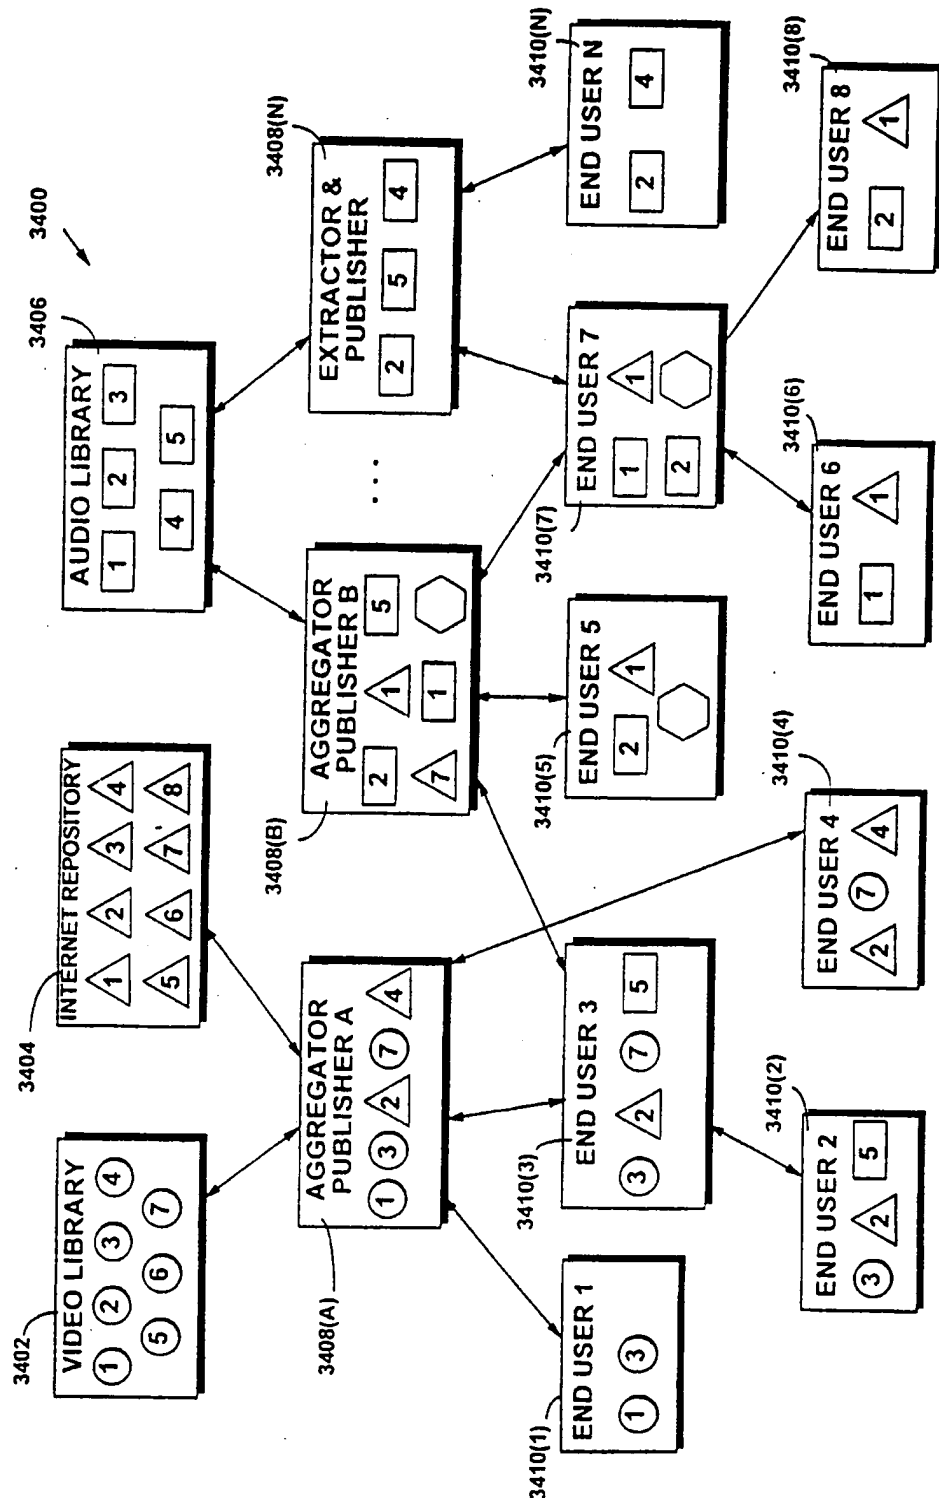 3400
3402
VIDEO LIBRARY
1 2 3 4
5 6 7
3404
INTERNET REPOSITORY
1 2 3 4
5 6 7 8
3406
AUDIO LIBRARY
1 2 3
4 5
3408(A)
AGGREGATOR
PUBLISHER A
1 3 2 7 4
3408(B)
AGGREGATOR
PUBLISHER B
2 1 5
7 1
. . .
3408(N)
EXTRACTOR &
PUBLISHER
2 5 4
3410(1)
END USER 1
1 3
3410(3)
END USER 3
3 2 7 5
3410(5)
END USER 5
2 1
3410(7)
END USER 7
1 1
2
3410(N)
END USER N
2 4
3410(2)
END USER 2
3 2 5
3410(4)
END USER 4
2 7 4
3410(6)
END USER 6
1 1
3410(8)
END USER 8
2 1